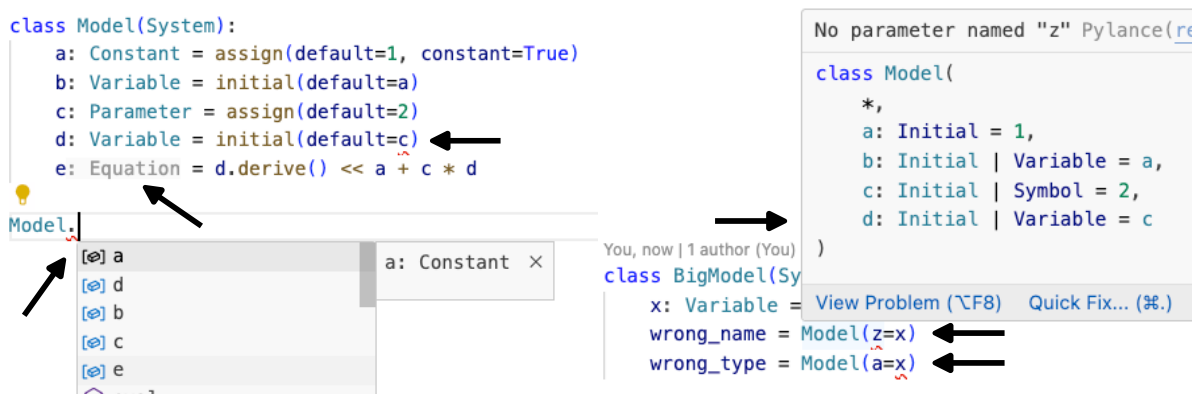 class Model(System):
    a: Constant = assign(default=1, constant=True)
    b: Variable = initial(default=a)
    c: Parameter = assign(default=2)
    d: Variable = initial(default=c)
    e: Equation = d.derive() << a + c * d
Model.
a
d
b
c
e
a: Constant ×
No parameter named "z" Pylance(re
class Model(
    *,
    a: Initial = 1,
    b: Initial | Variable = a,
    c: Initial | Symbol = 2,
    d: Initial | Variable = c
)
View Problem (⌥F8) Quick Fix... (⌘.)
You, now | 1 author (You)
class BigModel(Sy
    x: Variable =
    wrong_name = Model(z=x)
    wrong_type = Model(a=x)